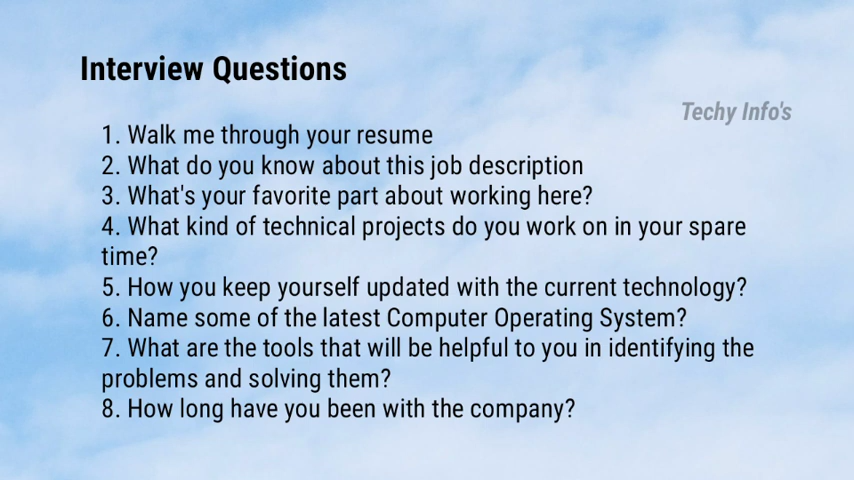 Interview Questions
Techy Info's
1. Walk me through your resume
2. What do you know about this job description
3. What's your favorite part about working here?
4. What kind of technical projects do you work on in your spare
time?
5. How you keep yourself updated with the current technology?
6. Name some of the latest Computer Operating System?
7. What are the tools that will be helpful to you in identifying the
problems and solving them?
8. How long have you been with the company?